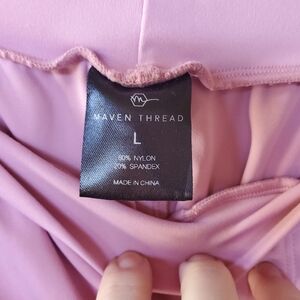 MAVEN THREAD
L
80% NYLON
20% SPANDEX
MADE IN CHINA